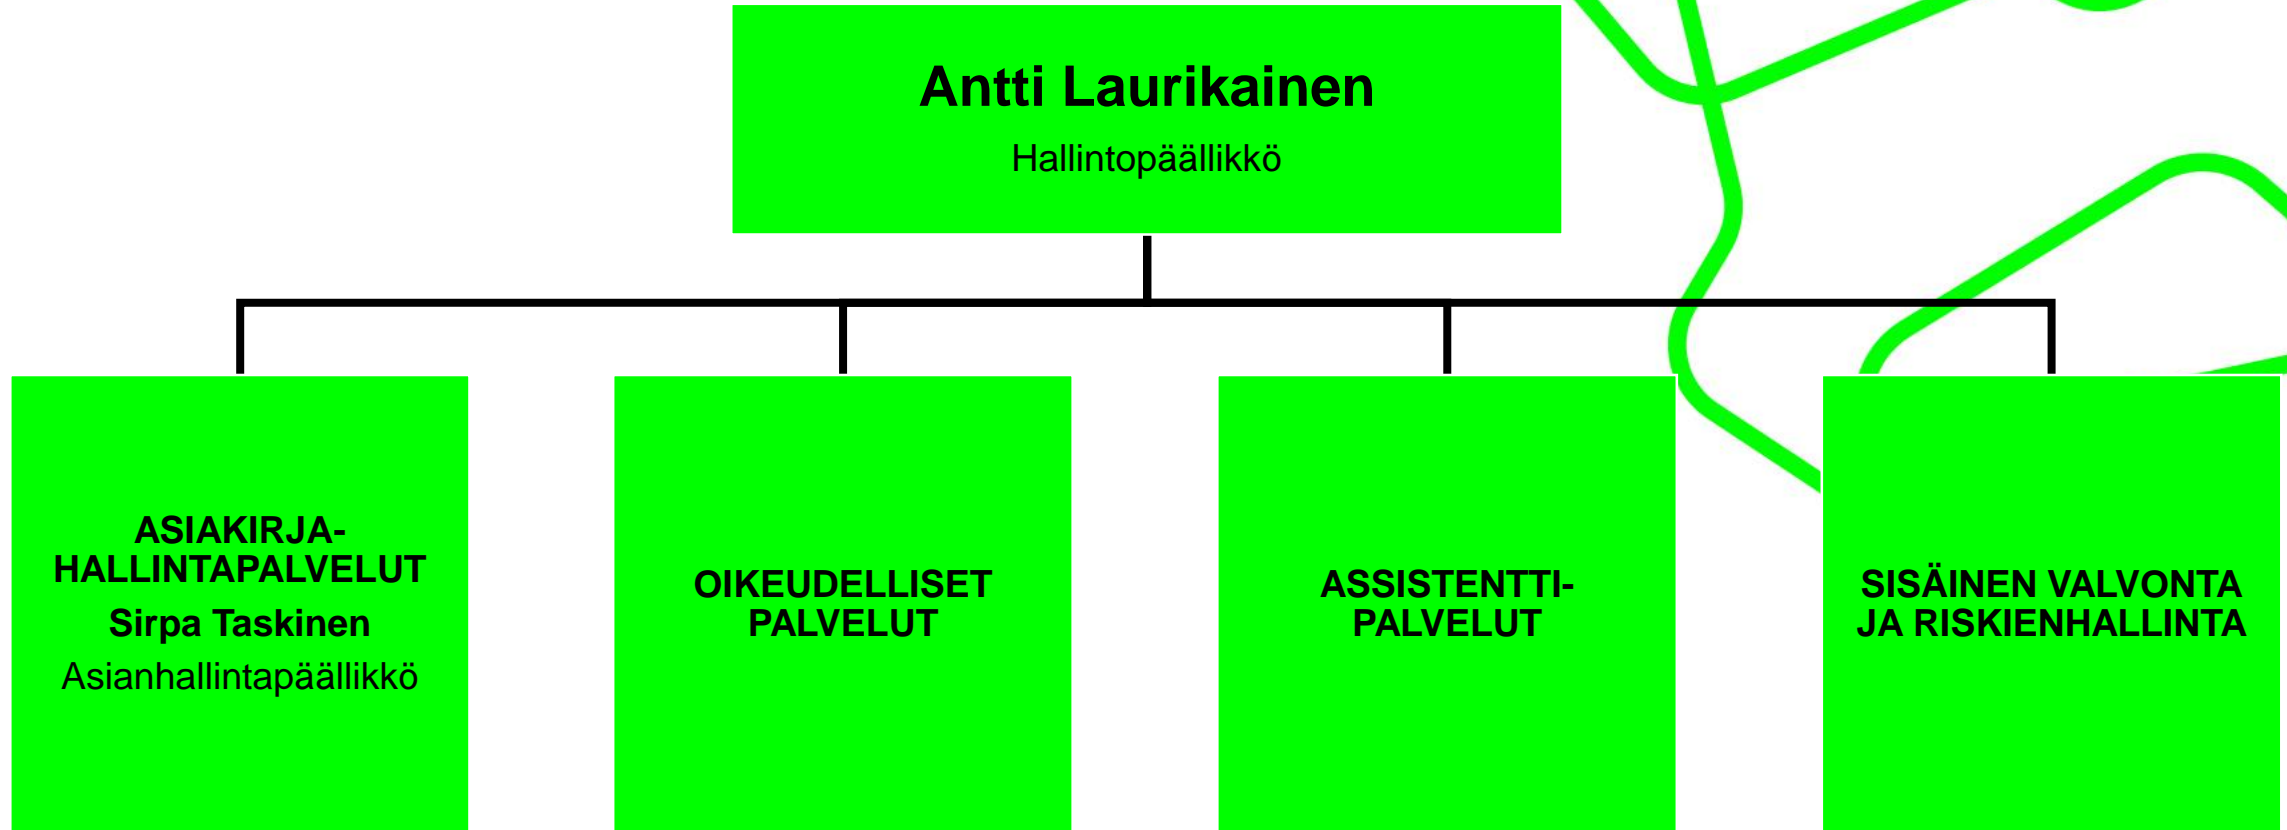 Antti Laurikainen
Hallintopäällikkö
ASIAKIRJA-
HALLINTAPALVELUT
Sirpa Taskinen
Asianhallintapäällikkö
OIKEUDELLISET
PALVELUT
ASSISTENTTI-
PALVELUT
SISÄINEN VALVONTA
JA RISKIENHALLINTA